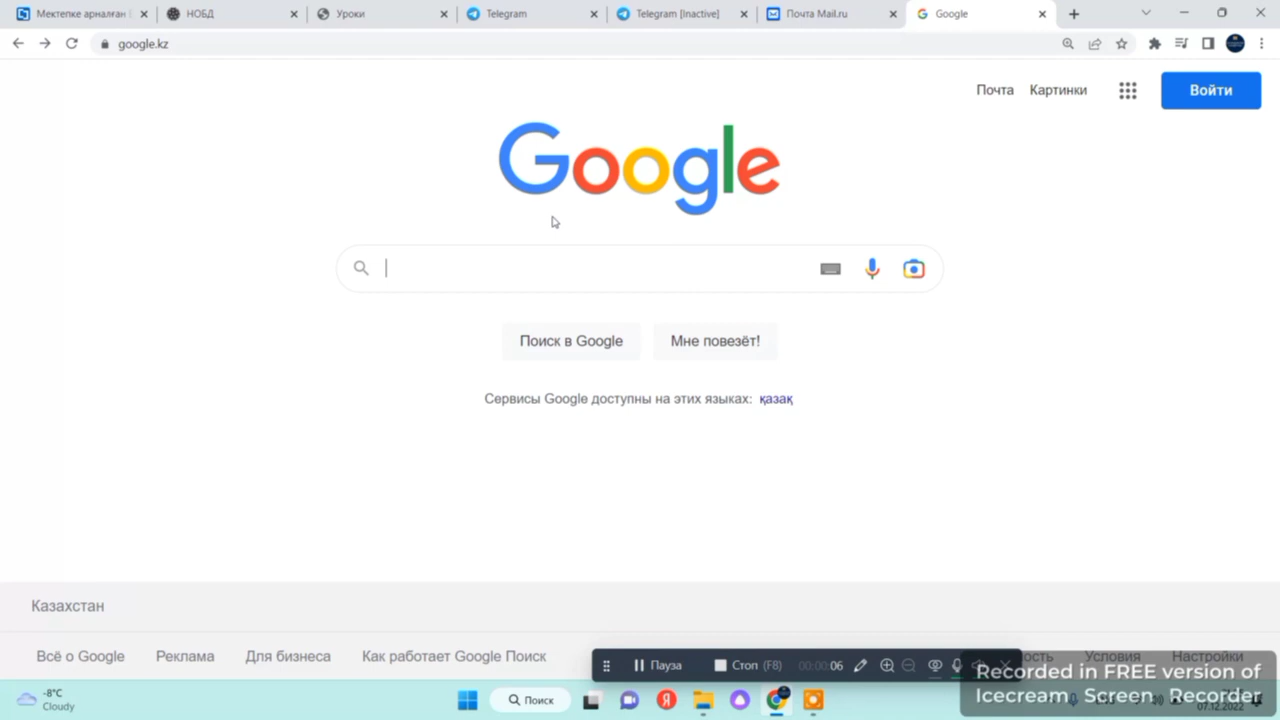 Мектепке арналған
НОБД
Уроки
Telegram
Telegram [Inactive]
Почта Mail.ru
Google
google.kz
Почта
Картинки
Войти
Google
Поиск в Google
Мне повезёт!
Сервисы Google доступны на этих языках: қазақ
Казахстан
Всё о Google
Реклама
Для бизнеса
Как работает Google Поиск
Условия
Настройки
Пауза
Стоп (F8)
00:00:06
Recorded in FREE version of
Icecream Screen Recorder
-8°C
Cloudy
Поиск
07.12.2022